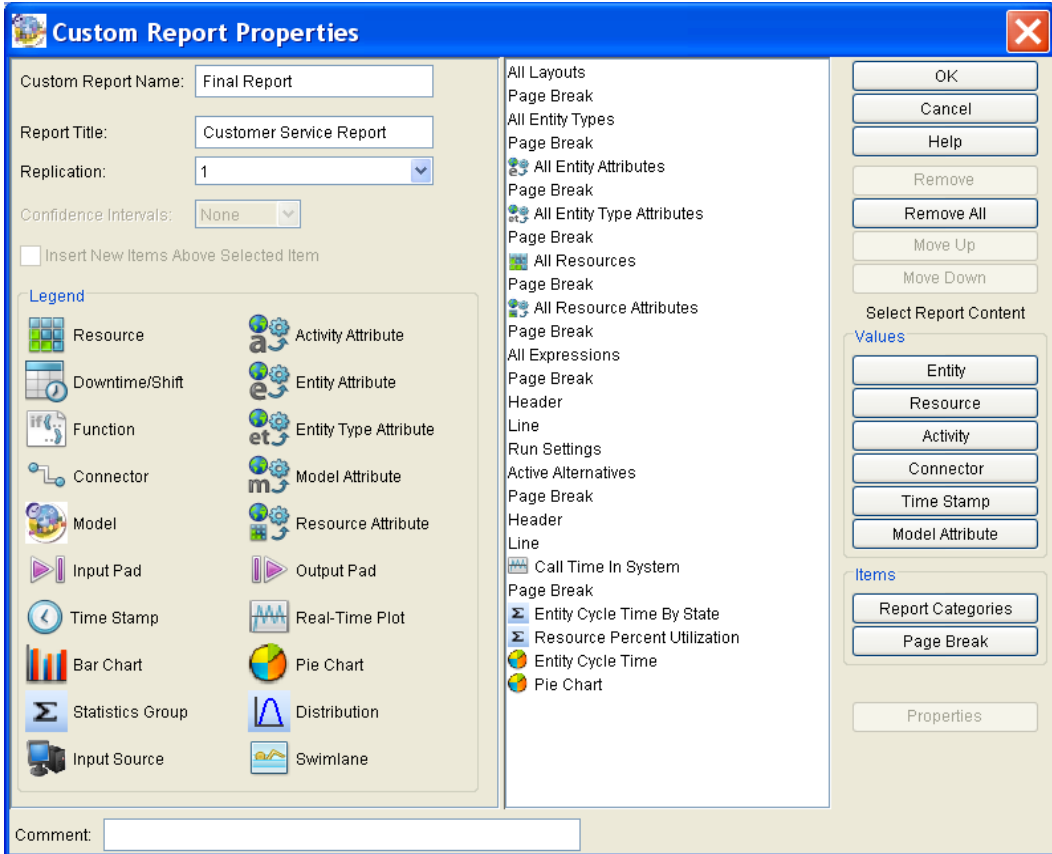 Custom Report Properties
Custom Report Name: Final Report
Report Title: Customer Service Report
Replication: 1
Confidence Intervals: None
Insert New Items Above Selected Item
Legend
Resource
Activity Attribute
Downtime/Shift
Entity Attribute
Function
Entity Type Attribute
Connector
Model Attribute
Model
Resource Attribute
Input Pad
Output Pad
Time Stamp
Real-Time Plot
Bar Chart
Pie Chart
Statistics Group
Distribution
Input Source
Swimlane
All Layouts
Page Break
All Entity Types
Page Break
All Entity Attributes
Page Break
All Entity Type Attributes
Page Break
All Resources
Page Break
All Resource Attributes
Page Break
All Expressions
Page Break
Header
Line
Run Settings
Active Alternatives
Page Break
Header
Line
Call Time In System
Page Break
Entity Cycle Time By State
Resource Percent Utilization
Entity Cycle Time
Pie Chart
OK
Cancel
Help
Remove
Remove All
Move Up
Move Down
Select Report Content
Values
Entity
Resource
Activity
Connector
Time Stamp
Model Attribute
Items
Report Categories
Page Break
Properties
Comment: